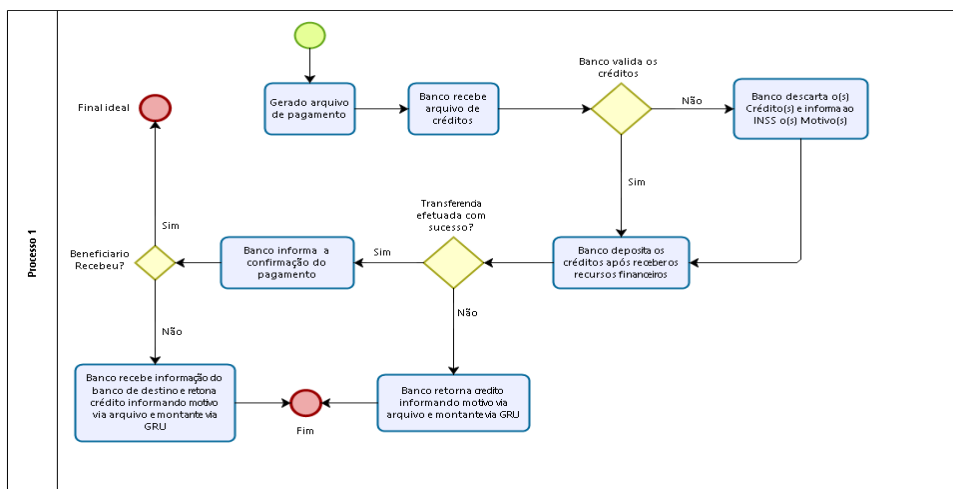 Processo 1
Gerado arquivo
de pagamento
Banco recebe
arquivo de
créditos
Banco valida os
créditos
Não
Banco descarta o(s)
Crédito(s) e informa ao
INSS o(s) Motivo(s)
Sim
Banco deposita os
créditos após receber os
recursos financeiros
Transferencia
efetuada com
sucesso?
Sim
Banco informa a
confirmação do
pagamento
Não
Banco retorna credito
informando motivo via
arquivo e montante via GRU
Beneficiario
Recebeu?
Sim
Final ideal
Não
Banco recebe informação do
banco de destino e retona
crédito informando motivo
via arquivo e montante via
GRU
Fim